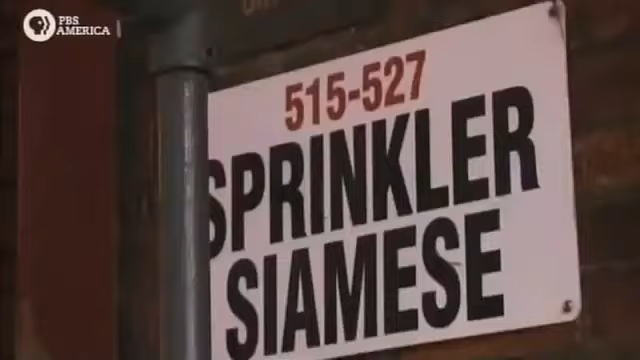 PBS
AMERICA
515-527
SPRINKLER
SIAMESE